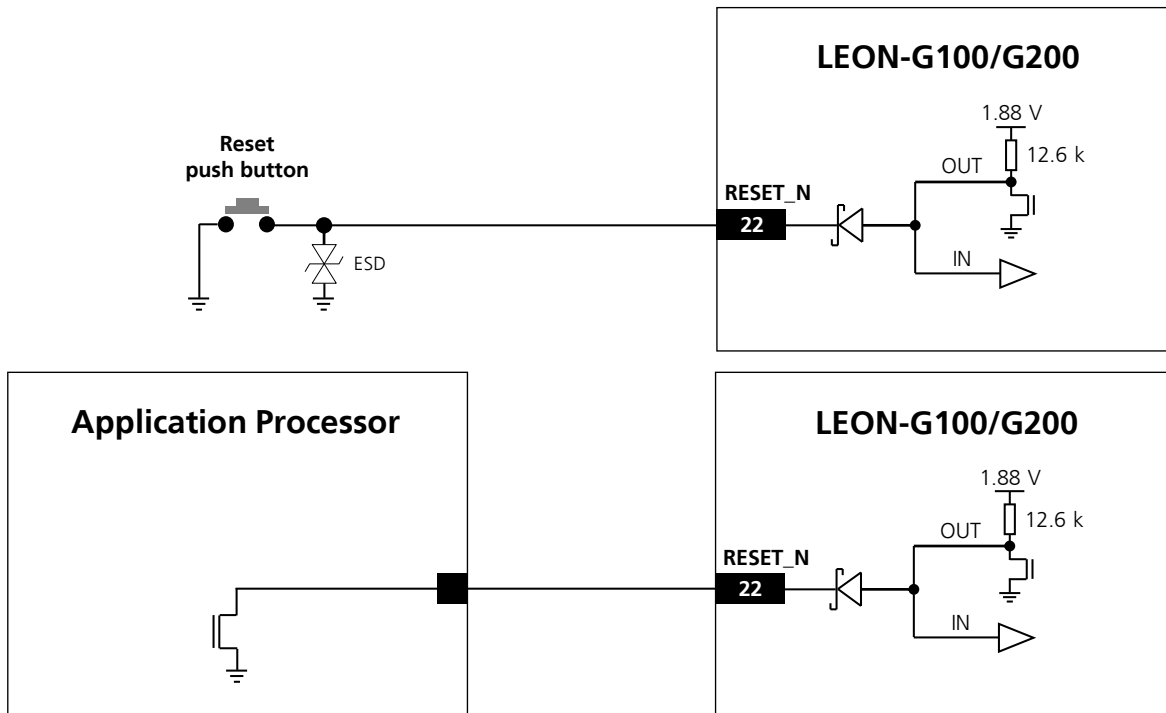 LEON-G100/G200
1.88 V
12.6 k
OUT
Reset
push button
RESET_N
22
ESD
IN
Application Processor
LEON-G100/G200
1.88 V
12.6 k
OUT
RESET_N
22
IN